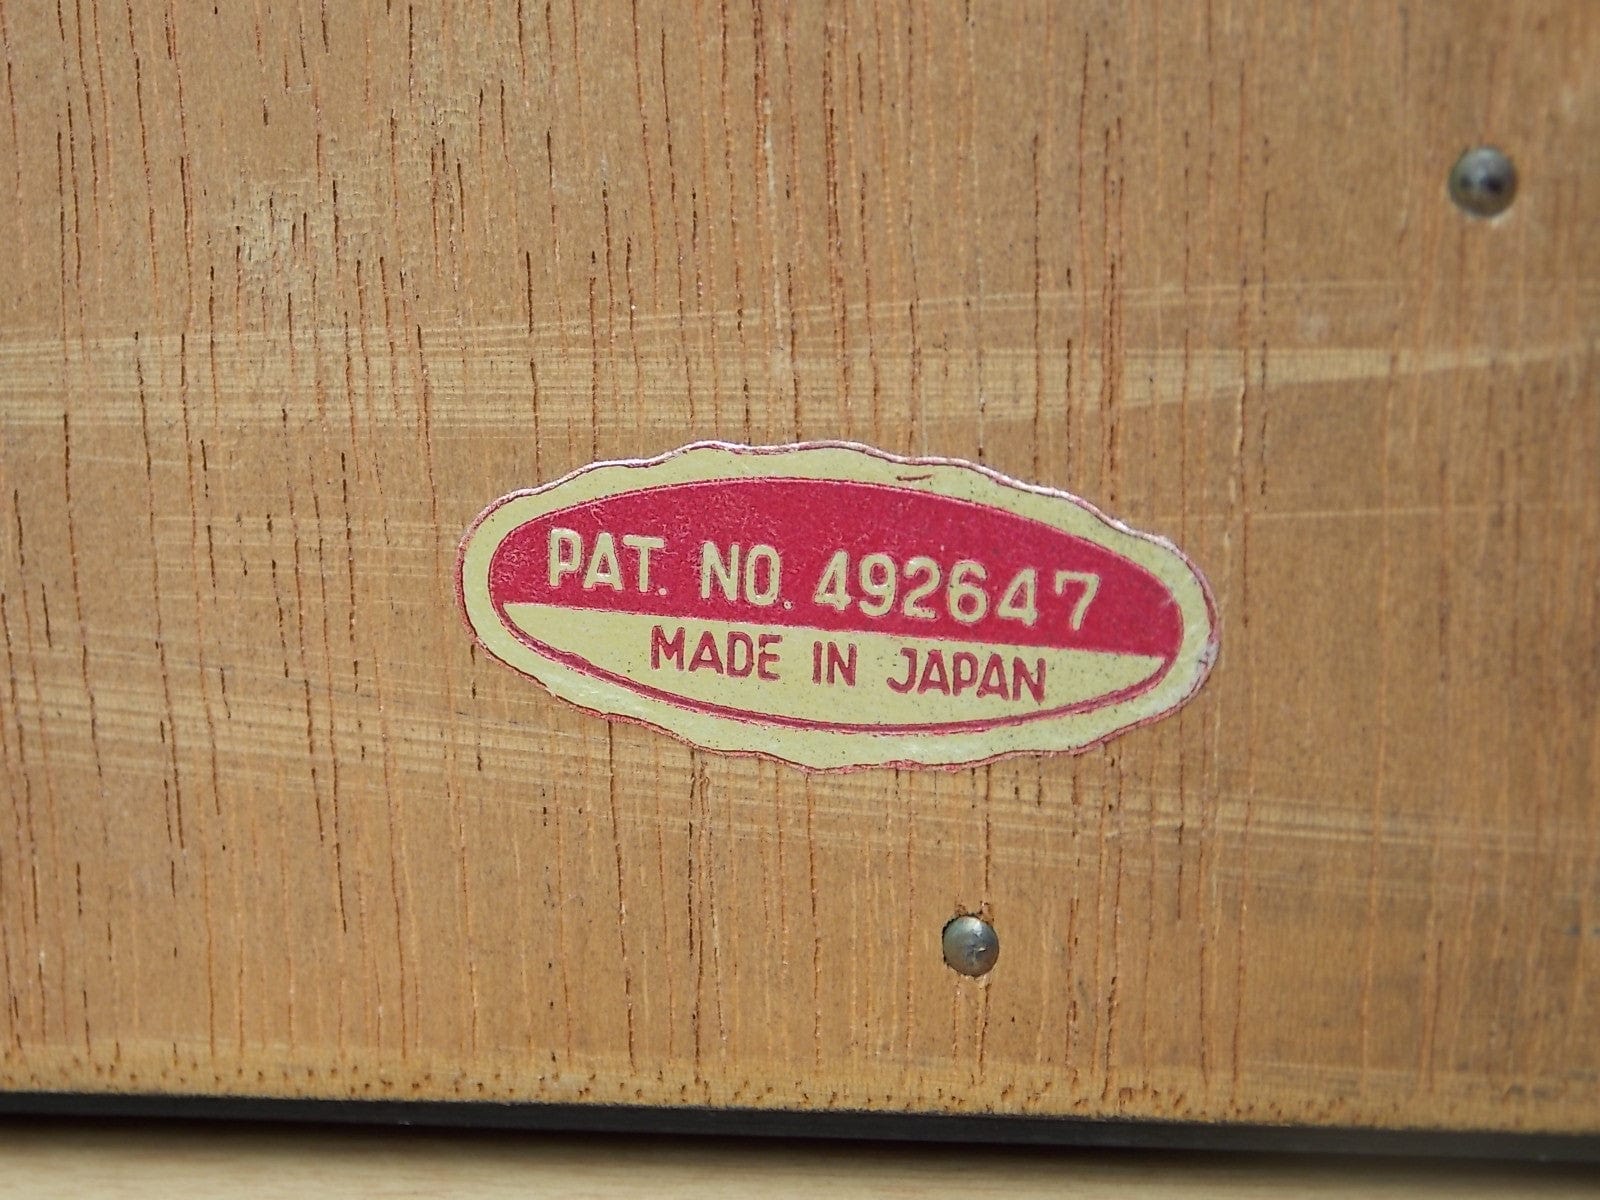 PAT. NO. 492647
MADE IN JAPAN